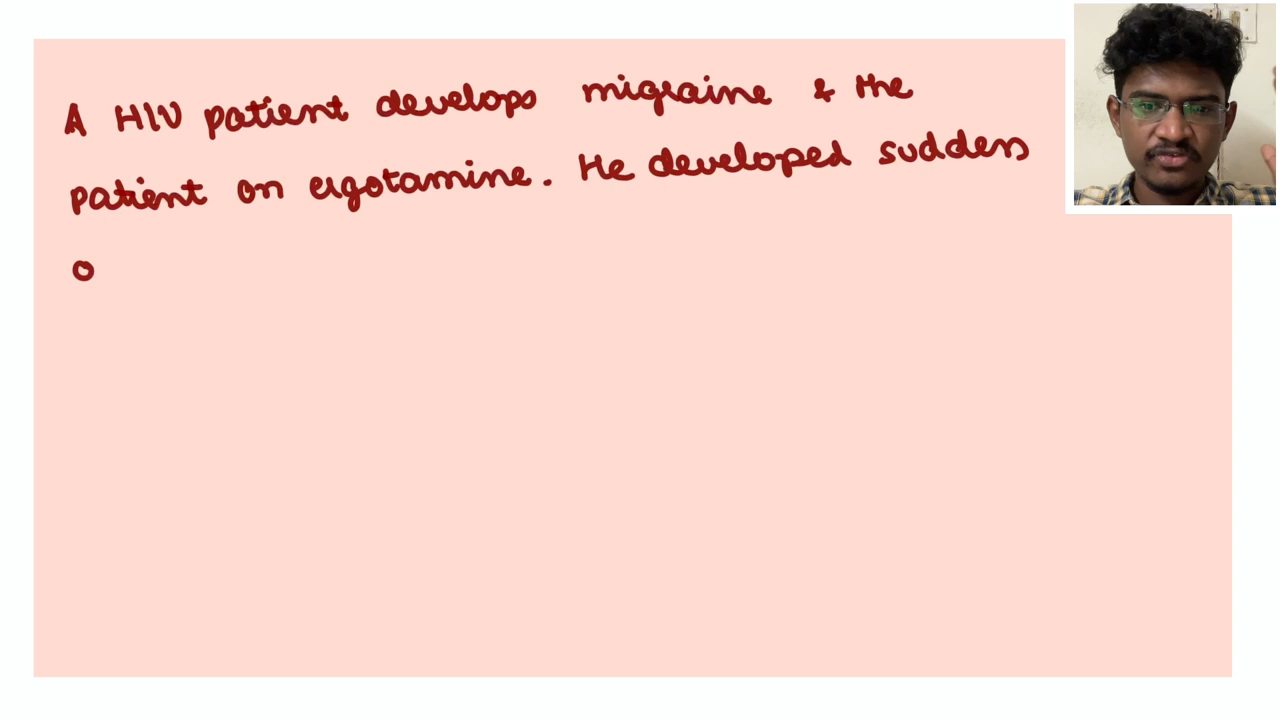 A HIV patient develops migraine & the
patient on ergotamine. He developed sudden
o